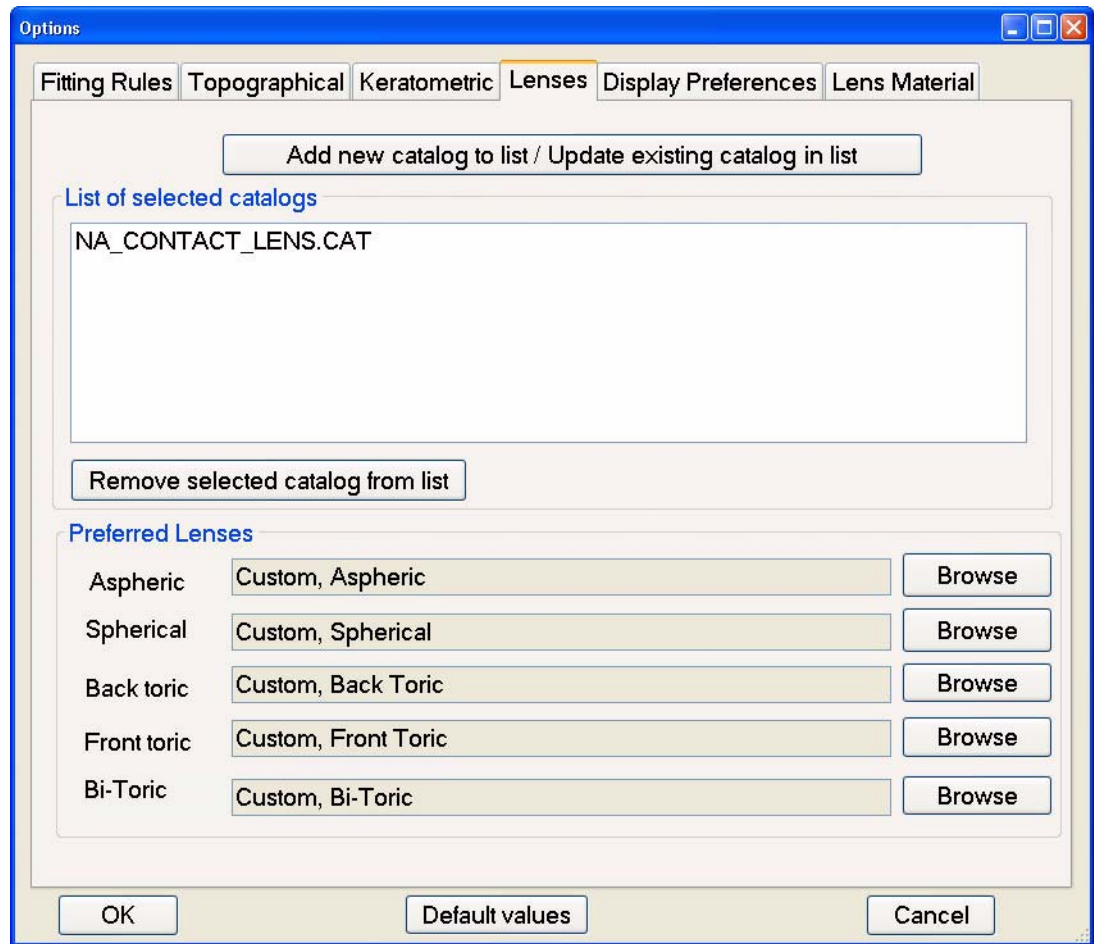 Options
Fitting Rules Topographical Keratometric Lenses Display Preferences Lens Material
Add new catalog to list / Update existing catalog in list
List of selected catalogs
NA_CONTACT_LENS.CAT
Remove selected catalog from list
Preferred Lenses
Aspheric Custom, Aspheric Browse
Spherical Custom, Spherical Browse
Back toric Custom, Back Toric Browse
Front toric Custom, Front Toric Browse
Bi-Toric Custom, Bi-Toric Browse
OK Default values Cancel